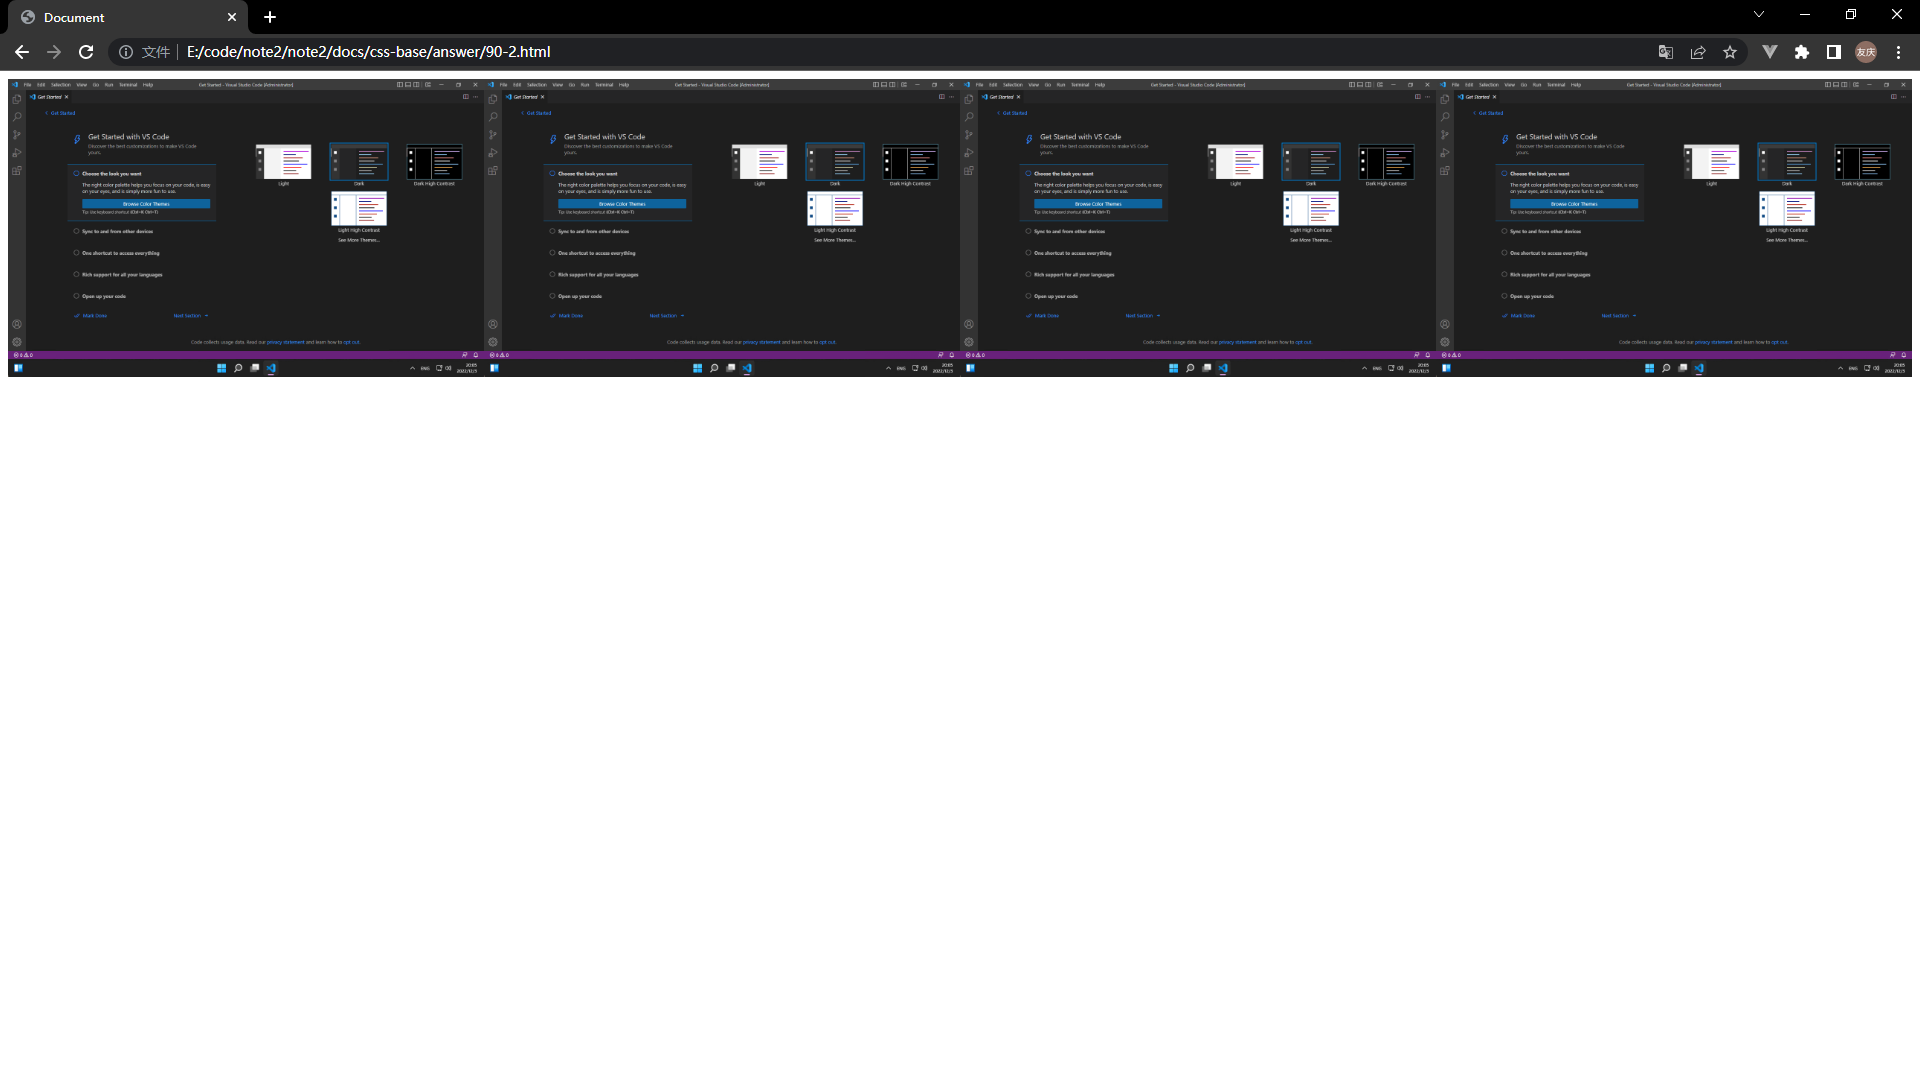 Document
文件 E:/code/note2/note2/docs/css-base/answer/90-2.html
友庆
File Edit Selection View Go Run Terminal Help Get Started - Visual Studio Code [Administrator]
Get Started
Get Started
Get Started with VS Code
Discover the best customizations to make VS Code
yours.
Choose the look you want
The right color palette helps you focus on your code, is easy
on your eyes, and is simply more fun to use.
Browse Color Themes
Tip: Use keyboard shortcut (Ctrl+K Ctrl+T)
Sync to and from other devices
One shortcut to access everything
Rich support for all your languages
Open up your code
Mark Done Next Section
Light Dark Dark High Contrast
Light High Contrast
See More Themes...
Code collects usage data. Read our privacy statement and learn how to opt out.
0 0
ENG 20:05
File Edit Selection View Go Run Terminal Help Get Started - Visual Studio Code [Administrator]
Get Started
Get Started
Get Started with VS Code
Discover the best customizations to make VS Code
yours.
Choose the look you want
The right color palette helps you focus on your code, is easy
on your eyes, and is simply more fun to use.
Browse Color Themes
Tip: Use keyboard shortcut (Ctrl+K Ctrl+T)
Sync to and from other devices
One shortcut to access everything
Rich support for all your languages
Open up your code
Mark Done Next Section
Light Dark Dark High Contrast
Light High Contrast
See More Themes...
Code collects usage data. Read our privacy statement and learn how to opt out.
0 0
ENG 20:05
File Edit Selection View Go Run Terminal Help Get Started - Visual Studio Code [Administrator]
Get Started
Get Started
Get Started with VS Code
Discover the best customizations to make VS Code
yours.
Choose the look you want
The right color palette helps you focus on your code, is easy
on your eyes, and is simply more fun to use.
Browse Color Themes
Tip: Use keyboard shortcut (Ctrl+K Ctrl+T)
Sync to and from other devices
One shortcut to access everything
Rich support for all your languages
Open up your code
Mark Done Next Section
Light Dark Dark High Contrast
Light High Contrast
See More Themes...
Code collects usage data. Read our privacy statement and learn how to opt out.
0 0
ENG 20:05
File Edit Selection View Go Run Terminal Help Get Started - Visual Studio Code [Administrator]
Get Started
Get Started
Get Started with VS Code
Discover the best customizations to make VS Code
yours.
Choose the look you want
The right color palette helps you focus on your code, is easy
on your eyes, and is simply more fun to use.
Browse Color Themes
Tip: Use keyboard shortcut (Ctrl+K Ctrl+T)
Sync to and from other devices
One shortcut to access everything
Rich support for all your languages
Open up your code
Mark Done Next Section
Light Dark Dark High Contrast
Light High Contrast
See More Themes...
Code collects usage data. Read our privacy statement and learn how to opt out.
0 0
ENG 20:05